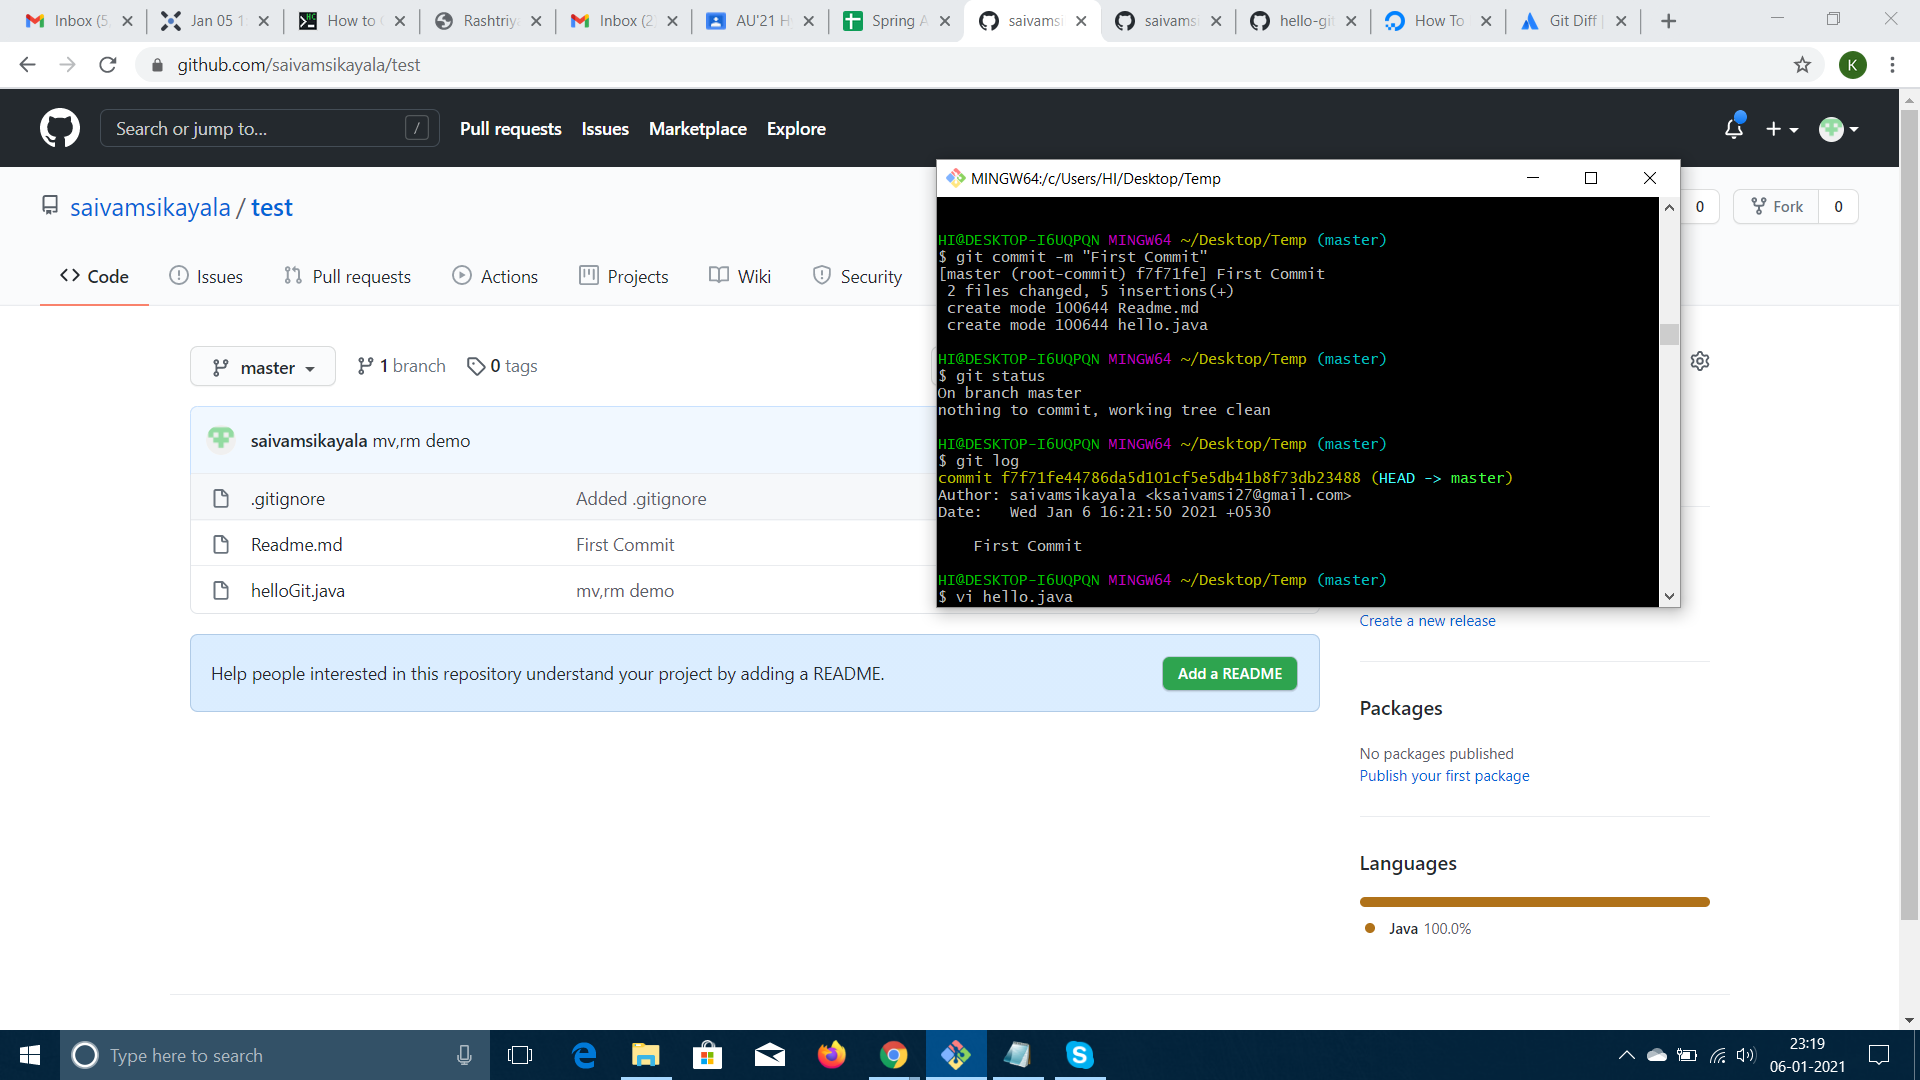 Inbox (5
Jan 05 1
How to
Rashtriy
Inbox (2
AU'21 H
Spring A
saivamsi
saivamsi
hello-git
How To
Git Diff
github.com/saivamsikayala/test
K
Search or jump to...
/
Pull requests
Issues
Marketplace
Explore
saivamsikayala / test
0
Fork
0
Code
Issues
Pull requests
Actions
Projects
Wiki
Security
master
1 branch
0 tags
saivamsikayala mv,rm demo
.gitignore
Added .gitignore
Readme.md
First Commit
helloGit.java
mv,rm demo
Help people interested in this repository understand your project by adding a README.
Add a README
MINGW64:/c/Users/HI/Desktop/Temp
HI@DESKTOP-I6UQPQN MINGW64 ~/Desktop/Temp (master)
$ git commit -m "First Commit"
[master (root-commit) f7f71fe] First Commit
2 files changed, 5 insertions(+)
create mode 100644 Readme.md
create mode 100644 hello.java
HI@DESKTOP-I6UQPQN MINGW64 ~/Desktop/Temp (master)
$ git status
On branch master
nothing to commit, working tree clean
HI@DESKTOP-I6UQPQN MINGW64 ~/Desktop/Temp (master)
$ git log
commit f7f71fe44786da5d101cf5e5db41b8f73db23488 (HEAD -> master)
Author: saivamsikayala <ksaivamsi27@gmail.com>
Date:   Wed Jan 6 16:21:50 2021 +0530
First Commit
HI@DESKTOP-I6UQPQN MINGW64 ~/Desktop/Temp (master)
$ vi hello.java
Create a new release
Packages
No packages published
Publish your first package
Languages
Java 100.0%
Type here to search
23:19
06-01-2021